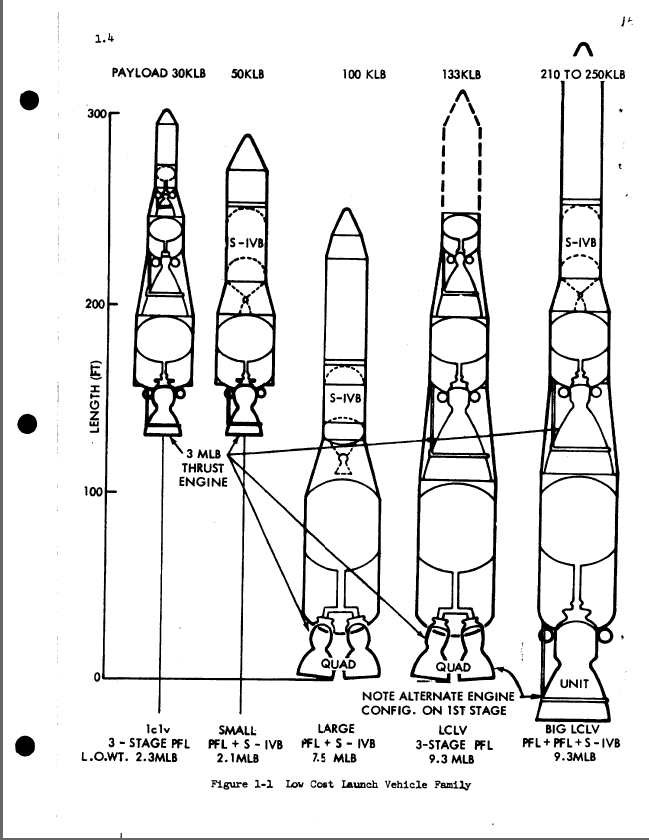 1.4
PAYLOAD 30KLB 50KLB 100 KLB 133KLB 210 TO 250KLB
300
S-IVB
S-IVB
200
S-IVB
LENGTH (FT)
3 MLB
THRUST
ENGINE
100
QUAD
QUAD
UNIT
0
NOTE ALTERNATE ENGINE
CONFIG. ON 1ST STAGE
lclv SMALL LARGE LCLV BIG LCLV
3 - STAGE PFL PFL + S - IVB PFL + S - IVB 3-STAGE PFL PFL + PFL + S - IVB
L.O.WT. 2.3MLB 2.1MLB 7.5 MLB 9.3 MLB 9.3MLB
Figure 1-1 Low Cost Launch Vehicle Family